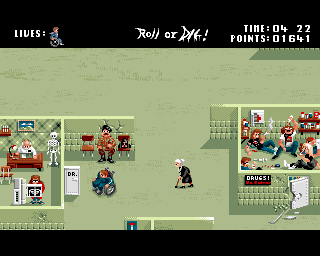 LIVES:
Roll or DIE!
TIME:04 22
POINTS:01641
DR.
DRUGS!